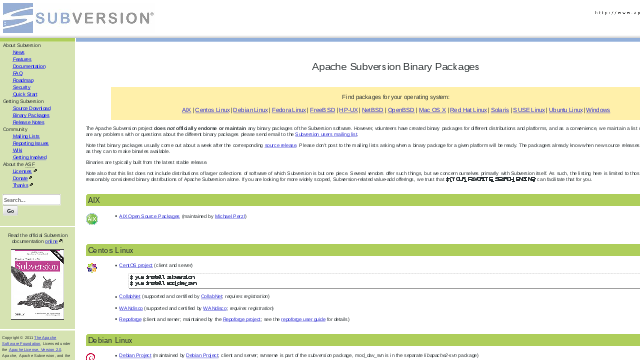 SUBVERSION®
About Subversion
News
Features
Documentation
FAQ
Roadmap
Security
Quick Start
Getting Subversion
Source Download
Binary Packages
Release Notes
Community
Mailing Lists
Reporting Issues
Wiki
Getting Involved
About the ASF
Licenses
Donate
Thanks
Search...
Go
Read the official Subversion
documentation online
Subversion
Copyright © 2011 The Apache
Software Foundation, Licensed under
the Apache License, Version 2.0.
Apache, Apache Subversion, and the
Apache Subversion Binary Packages
Find packages for your operating system:
AIX | Centos Linux | Debian Linux | Fedora Linux | FreeBSD | HP-UX | NetBSD | OpenBSD | Mac OS X | Red Hat Linux | Solaris | SUSE Linux | Ubuntu Linux | Windows
The Apache Subversion project does not officially endorse or maintain any binary packages of the Subversion software. However, volunteers have created binary packages for different distributions and platforms, and as a convenience, we maintain a list
are any problems with or questions about the different binary packages please send email to the Subversion users mailing list.
Note that binary packages usually come out about a week after the corresponding source release. Please don't post to the mailing lists asking when a binary package for a given platform will be ready. The packagers already know when new source releases
as they can to make binaries available.
Binaries are typically built from the latest stable release.
Note also that this list does not include distributions of larger collections of software of which Subversion is but one piece. Several vendors offer such things, but we concern ourselves primarily with Subversion itself. As such, the listing here is limited to
reasonably considered binary distributions of Apache Subversion alone. If you are looking for more widely scoped, Subversion-related value-add offerings, we trust that $(YOUR_FAVORITE_SEARCH_ENGINE) can facilitate that for you.
AIX
• AIX Open Source Packages (maintained by Michael Perzl)
Centos Linux
• CentOS project (client and server)
$ yum install subversion
$ yum install mod_dav_svn
• CollabNet (supported and certified by CollabNet; requires registration)
• WANdisco (supported and certified by WANdisco; requires registration)
• Repoforge (client and server; maintained by the Repoforge project; see the repoforge user guide for details)
Debian Linux
• Debian Project (maintained by Debian Project; client and server; svnserve is part of the subversion package, mod_dav_svn is in the separate libapache2-svn package)